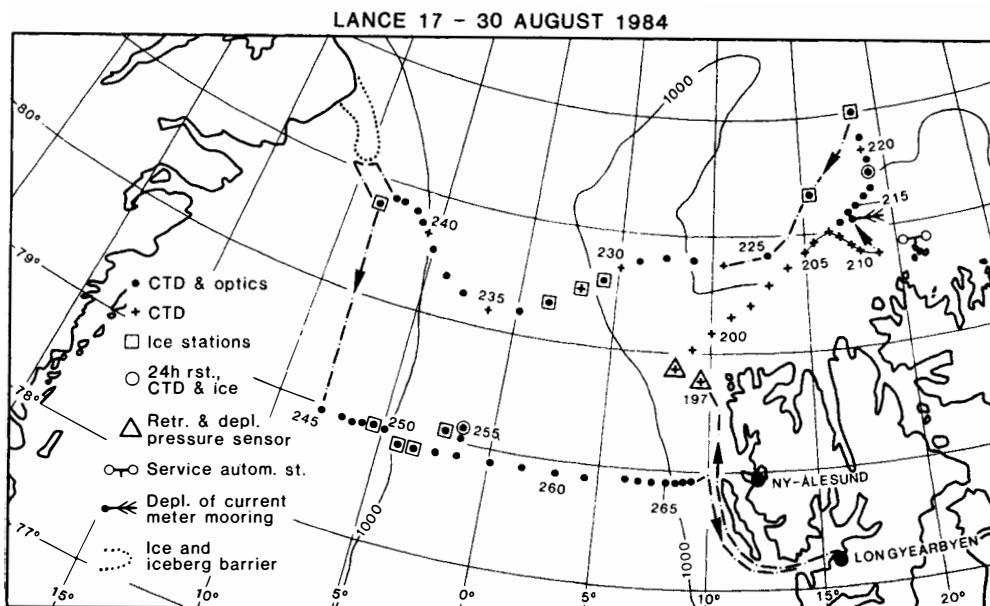 LANCE 17 - 30 AUGUST 1984
1000
80°
220
215
240
230
225
205
210
79°
235
CTD & optics
CTD
200
Ice stations
24h rst.,
CTD & ice
197
78°
245
250
255
Retr. & depl.
pressure sensor
Service autom. st.
260
265
NY-ALESUND
Depl. of current
meter mooring
77°
1000
1000
LONGYEARBYEN
Ice and
iceberg barrier
15° 10° 5° 0° 5° 10° 15° 20°